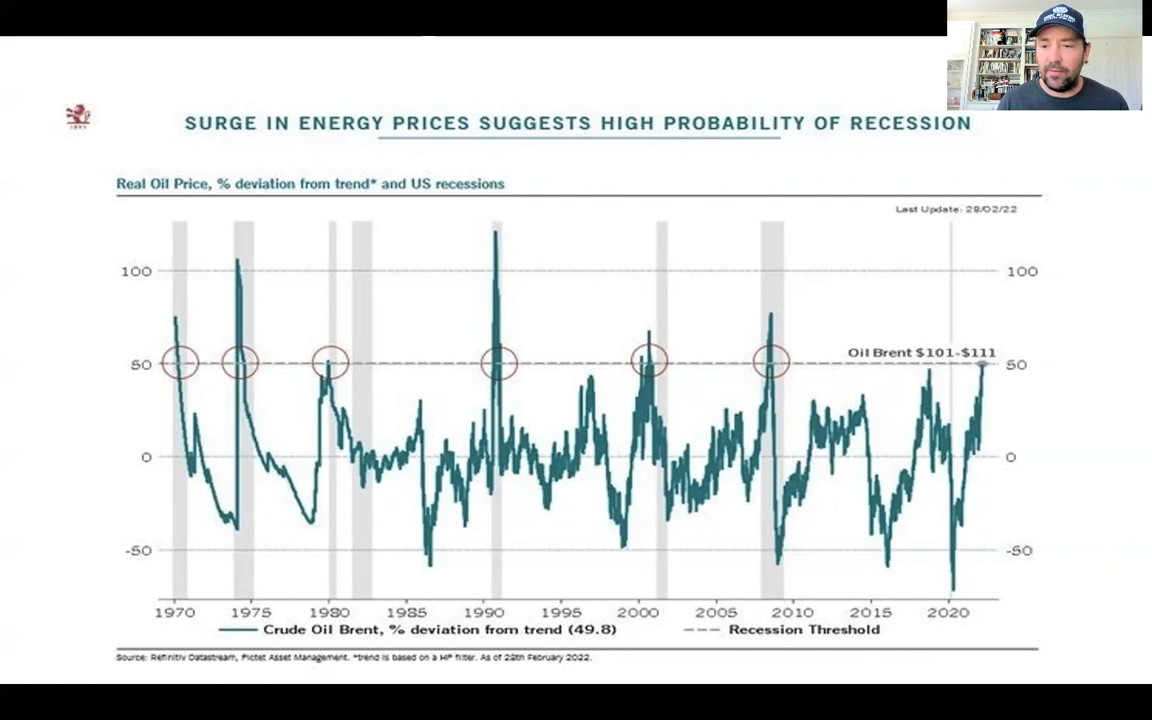 SURGE IN ENERGY PRICES SUGGESTS HIGH PROBABILITY OF RECESSION
Real Oil Price, % deviation from trend* and US recessions
Last Update: 28/02/22
100 100
Oil Brent $101-$111
50 50
0 0
-50 -50
1970 1975 1980 1985 1990 1995 2000 2005 2010 2015 2020
Crude Oil Brent, % deviation from trend (49.8) Recession Threshold
Source: Refinitiv Datastream, Pictet Asset Management. *trend is based on a HP filter. As of 28th February 2022.